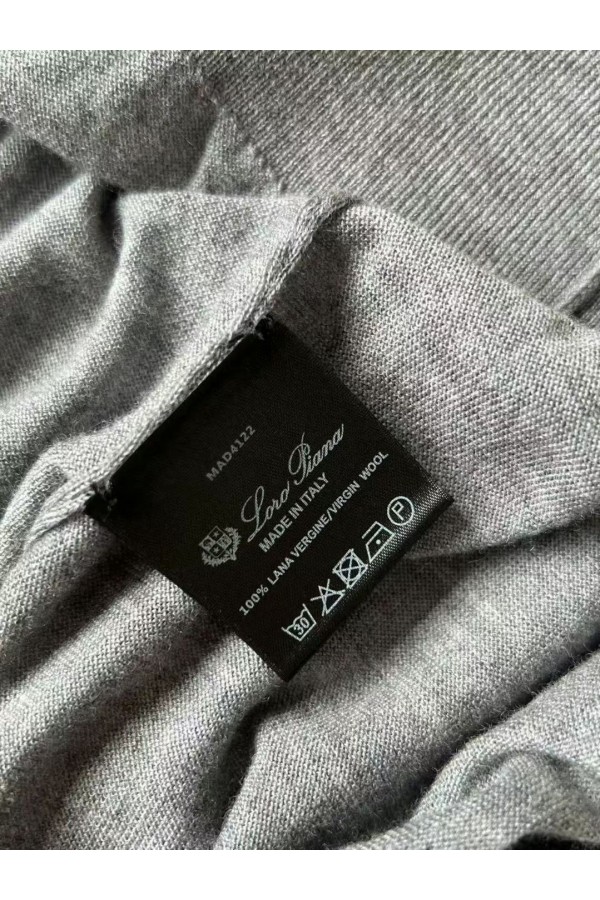 MAD4122
Loro Piana
MADE IN ITALY
100% LANA VERGINE/VIRGIN WOOL
30 P